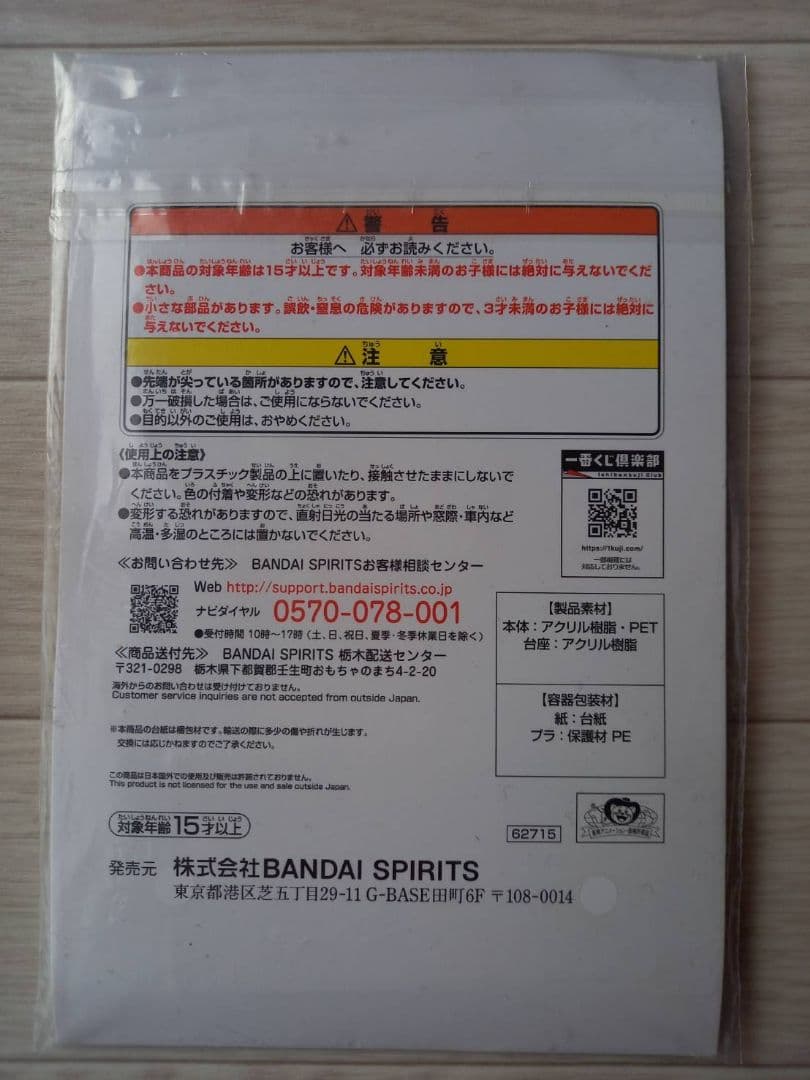 ⚠警告
お客様へ 必ずお読みください。
●本商品の対象年齢は15才以上です。対象年齢未満のお子様には絶対に与えないでくだ
さい。
●小さな部品があります。誤飲・窒息の危険がありますので、3才未満のお子様には絶対に
与えないでください。
⚠注意
●先端が尖っている箇所がありますので、注意してください。
●万一破損した場合は、ご使用にならないでください。
●目的以外のご使用は、おやめください。
《使用上の注意》
●本商品をプラスチック製品の上に置いたり、接触させたままにしないで
ください。色の付着や変形などの恐れがあります。
●変形する恐れがありますので、直射日光の当たる場所や窓際・車内など
高温・多湿のところには置かないでください。
一番くじ倶楽部
Ichibankuji Club
https://1kuji.com/
一部機種には
対応しておりません。
≪お問い合わせ先≫ BANDAI SPIRITSお客様相談センター
Web http://support.bandaispirits.co.jp
ナビダイヤル 0570-078-001
●受付時間 10時〜17時 (土、日、祝日、夏季・冬季休業日を除く)
≪商品送付先≫ BANDAI SPIRITS 栃木配送センター
〒321-0298 栃木県下都賀郡壬生町おもちゃのまち4-2-20
海外からのお問い合わせは受け付けておりません。
Customer service inquiries are not accepted from outside Japan.
【製品素材】
本体：アクリル樹脂・PET
台座：アクリル樹脂
【容器包装材】
紙：台紙
プラ：保護材 PE
※本商品の台紙は梱包材です。輸送の際に多少の傷や折れが生じます。
交換には応じかねますのでご了承ください。
この商品は日本国外での使用及び販売は許諾されておりません。
This product is not licensed for the use and sale outside Japan.
対象年齢15才以上
62715
発売元 株式会社BANDAI SPIRITS
東京都港区芝五丁目29-11 G-BASE田町6F 〒108-0014